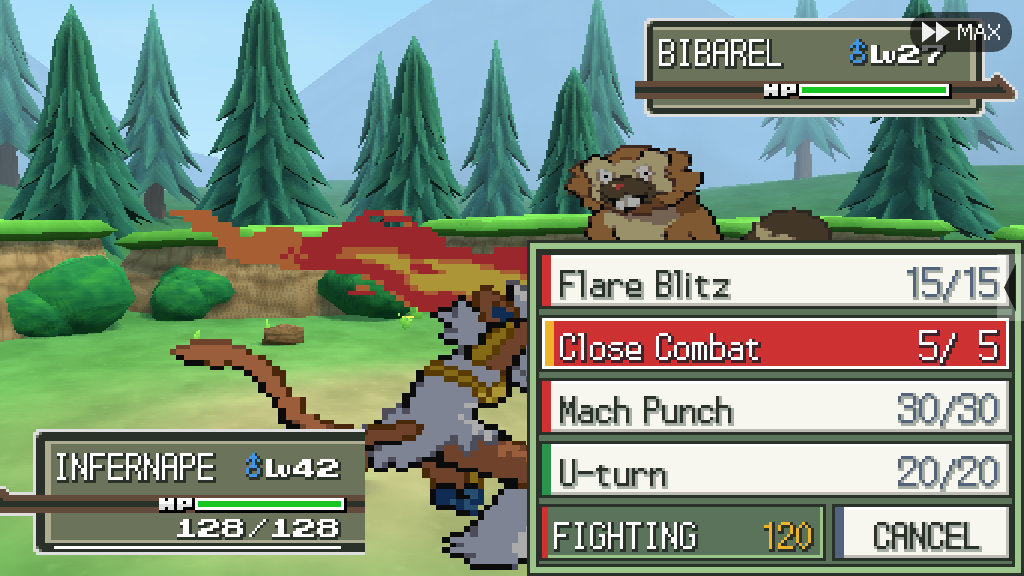 MAX
BIBAREL ♂Lv27
HP
Flare Blitz 15/15
Close Combat 5/ 5
Mach Punch 30/30
U-turn 20/20
INFERNAPE ♂Lv42
HP
128/128
FIGHTING 120
CANCEL